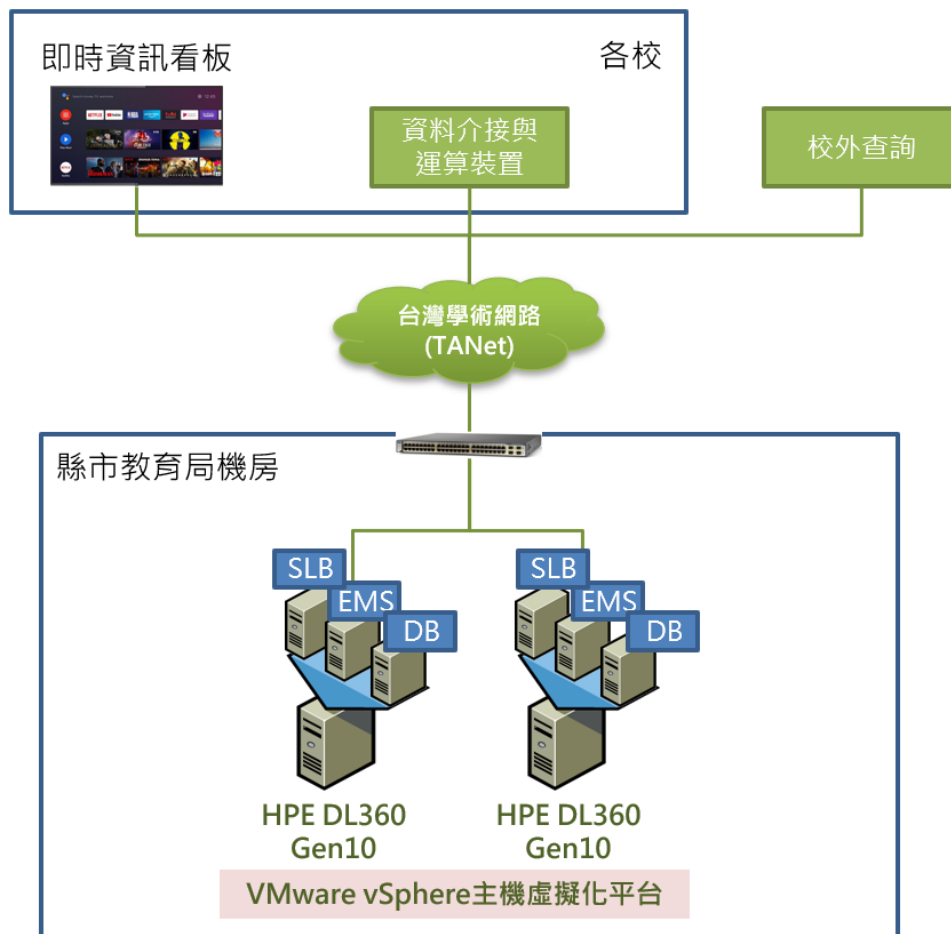 即時資訊看板
各校
資料介接與
運算裝置
校外查詢
台灣學術網路
(TANet)
縣市教育局機房
SLB
EMS
DB
SLB
EMS
DB
HPE DL360
Gen10
HPE DL360
Gen10
VMware vSphere主機虛擬化平台